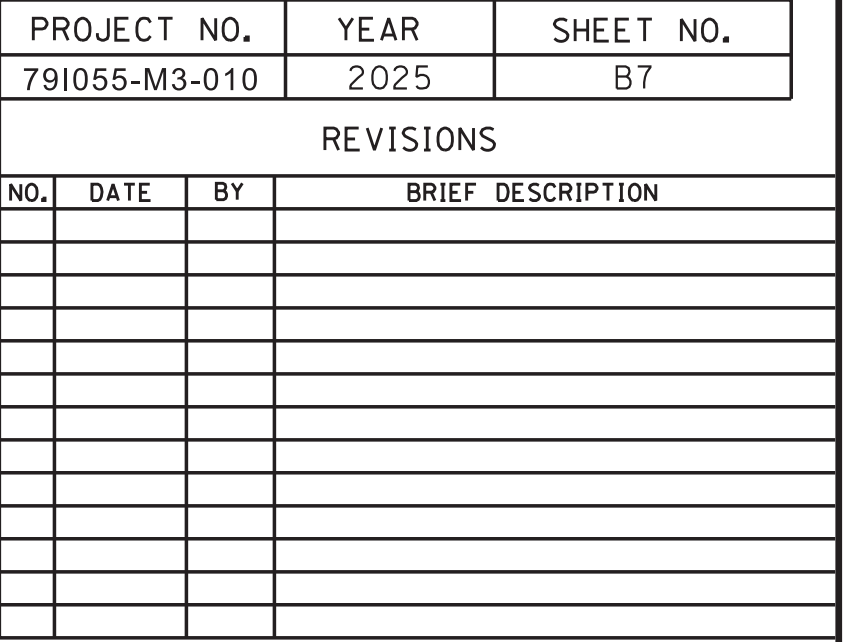 PROJECT NO. YEAR SHEET NO.
79I055-M3-010 2025 B7
REVISIONS
NO. DATE BY BRIEF DESCRIPTION